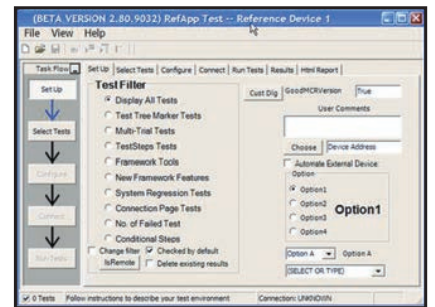 (BETA VERSION 2.80.9032) RefApp Test -- Reference Device 1
File View Help
Task Flow
Set Up Select Tests Configure Connect Run Tests Results Html Report
Set Up
Select Tests
Configure
Connect
Run Tests
Test Filter
Display All Tests
Test Tree Marker Tests
Multi-Trial Tests
TestSteps Tests
Framework Tools
New Framework Features
System Regression Tests
Connection Page Tests
No. of Failed Test
Conditional Steps
Change filter Checked by default
IsRemote Delete existing results
Cust Dlg GoodMCRVersion True
User Comments
Choose Device Address
Automate External Device:
Option
Option1
Option2
Option3
Option4
Option1
Option A Option A
(SELECT OR TYPE)
0 Tests Follow instructions to describe your test environment Connection: UNKNOWN